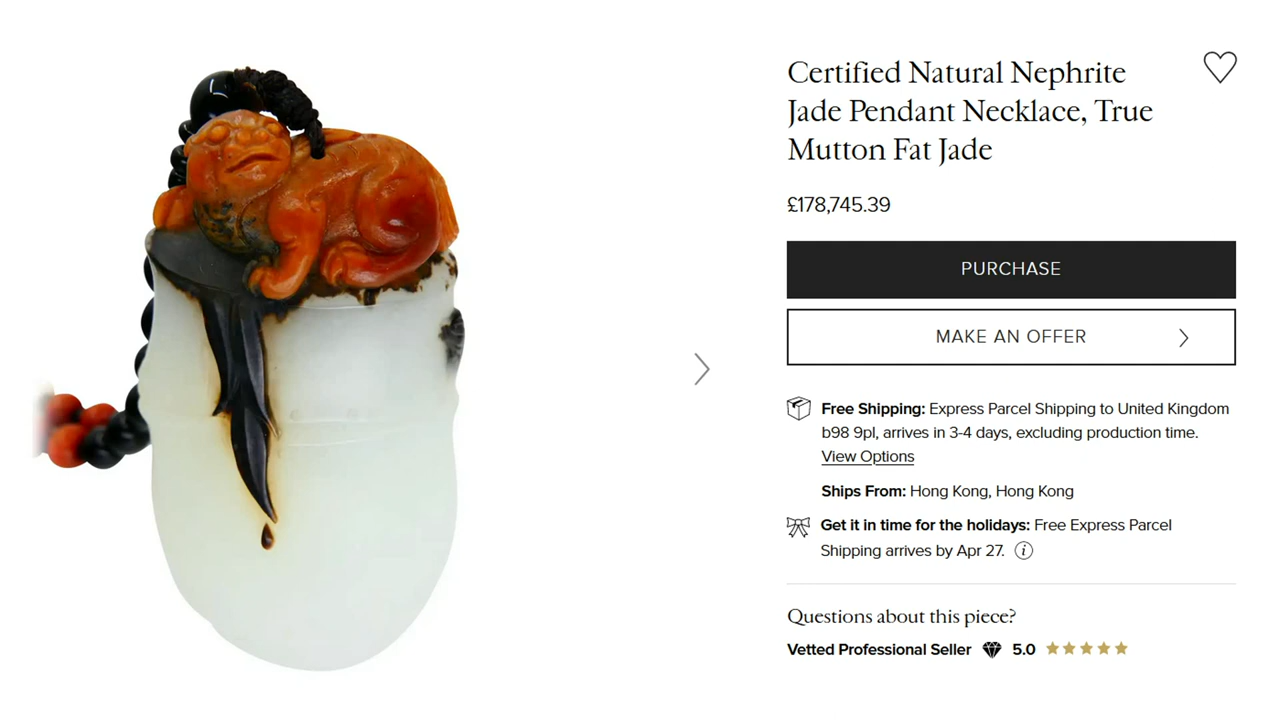 Certified Natural Nephrite
Jade Pendant Necklace, True
Mutton Fat Jade
£178,745.39
PURCHASE
MAKE AN OFFER
Free Shipping: Express Parcel Shipping to United Kingdom
b98 9pl, arrives in 3-4 days, excluding production time.
View Options
Ships From: Hong Kong, Hong Kong
Get it in time for the holidays: Free Express Parcel
Shipping arrives by Apr 27.
Questions about this piece?
Vetted Professional Seller 5.0